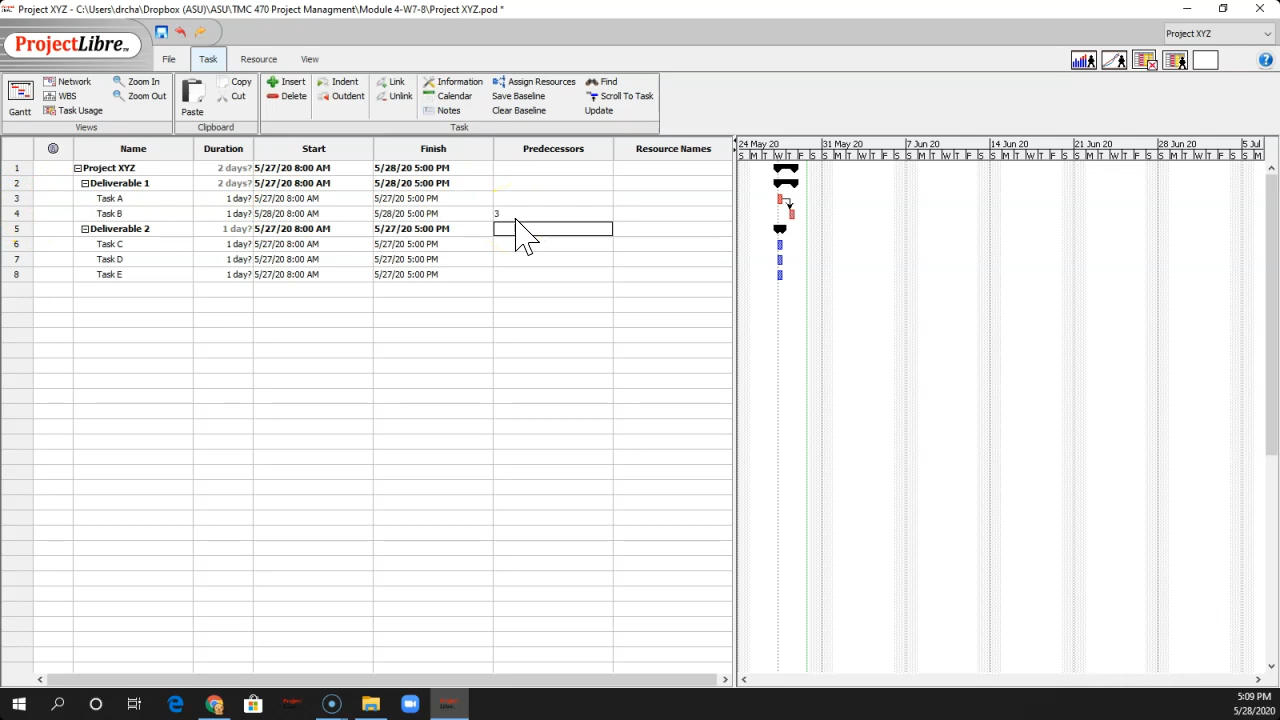 Project XYZ - C:\Users\drcha\Dropbox (ASU)\ASU\TMC 470 Project Managment\Module 4-W7-8\Project XYZ.pod *
ProjectLibre
Project XYZ
File Task Resource View
Network Zoom In Copy Insert Indent Link Information Assign Resources Find
WBS Zoom Out Cut Delete Outdent Unlink Calendar Save Baseline Scroll To Task
Gantt Task Usage Paste Notes Clear Baseline Update
Views Clipboard Task
Name Duration Start Finish Predecessors Resource Names
24 May 20 31 May 20 7 Jun 20 14 Jun 20 21 Jun 20 28 Jun 20 5 Jul
S M T W T F S S M T W T F S S M T W T F S S M T W T F S S M T W T F S S M T W T F S S M
1 Project XYZ 2 days? 5/27/20 8:00 AM 5/28/20 5:00 PM
2 Deliverable 1 2 days? 5/27/20 8:00 AM 5/28/20 5:00 PM
3 Task A 1 day? 5/27/20 8:00 AM 5/27/20 5:00 PM
4 Task B 1 day? 5/28/20 8:00 AM 5/28/20 5:00 PM 3
5 Deliverable 2 1 day? 5/27/20 8:00 AM 5/27/20 5:00 PM
6 Task C 1 day? 5/27/20 8:00 AM 5/27/20 5:00 PM
7 Task D 1 day? 5/27/20 8:00 AM 5/27/20 5:00 PM
8 Task E 1 day? 5/27/20 8:00 AM 5/27/20 5:00 PM
5:09 PM
5/28/2020